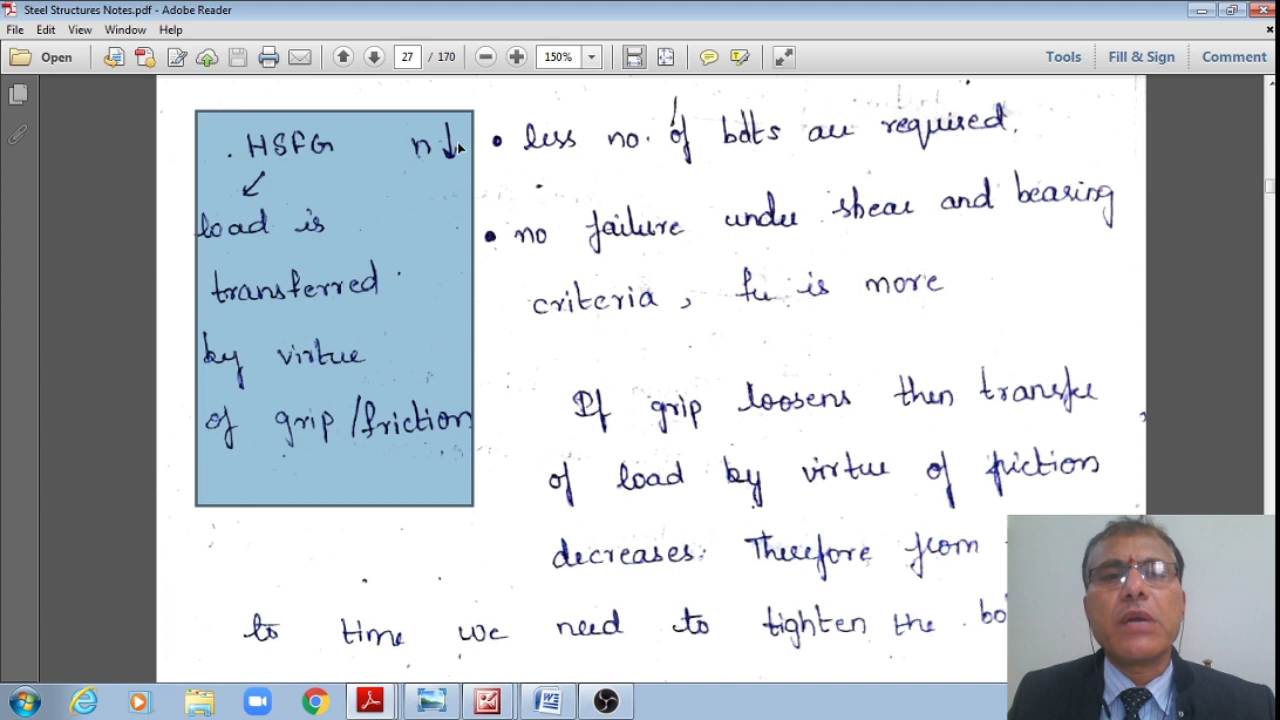 Steel Structures Notes.pdf - Adobe Reader
File Edit View Window Help
Open 27 / 170 150% Tools Fill & Sign Comment
. HSFG n↓
load is
transferred
by virtue
of grip/friction
• less no. of bolts are required.
• no failure under shear and bearing
criteria, fu is more
If grip loosens then transfer
of load by virtue of friction
decreases. Therefore from
to time we need to tighten the bo